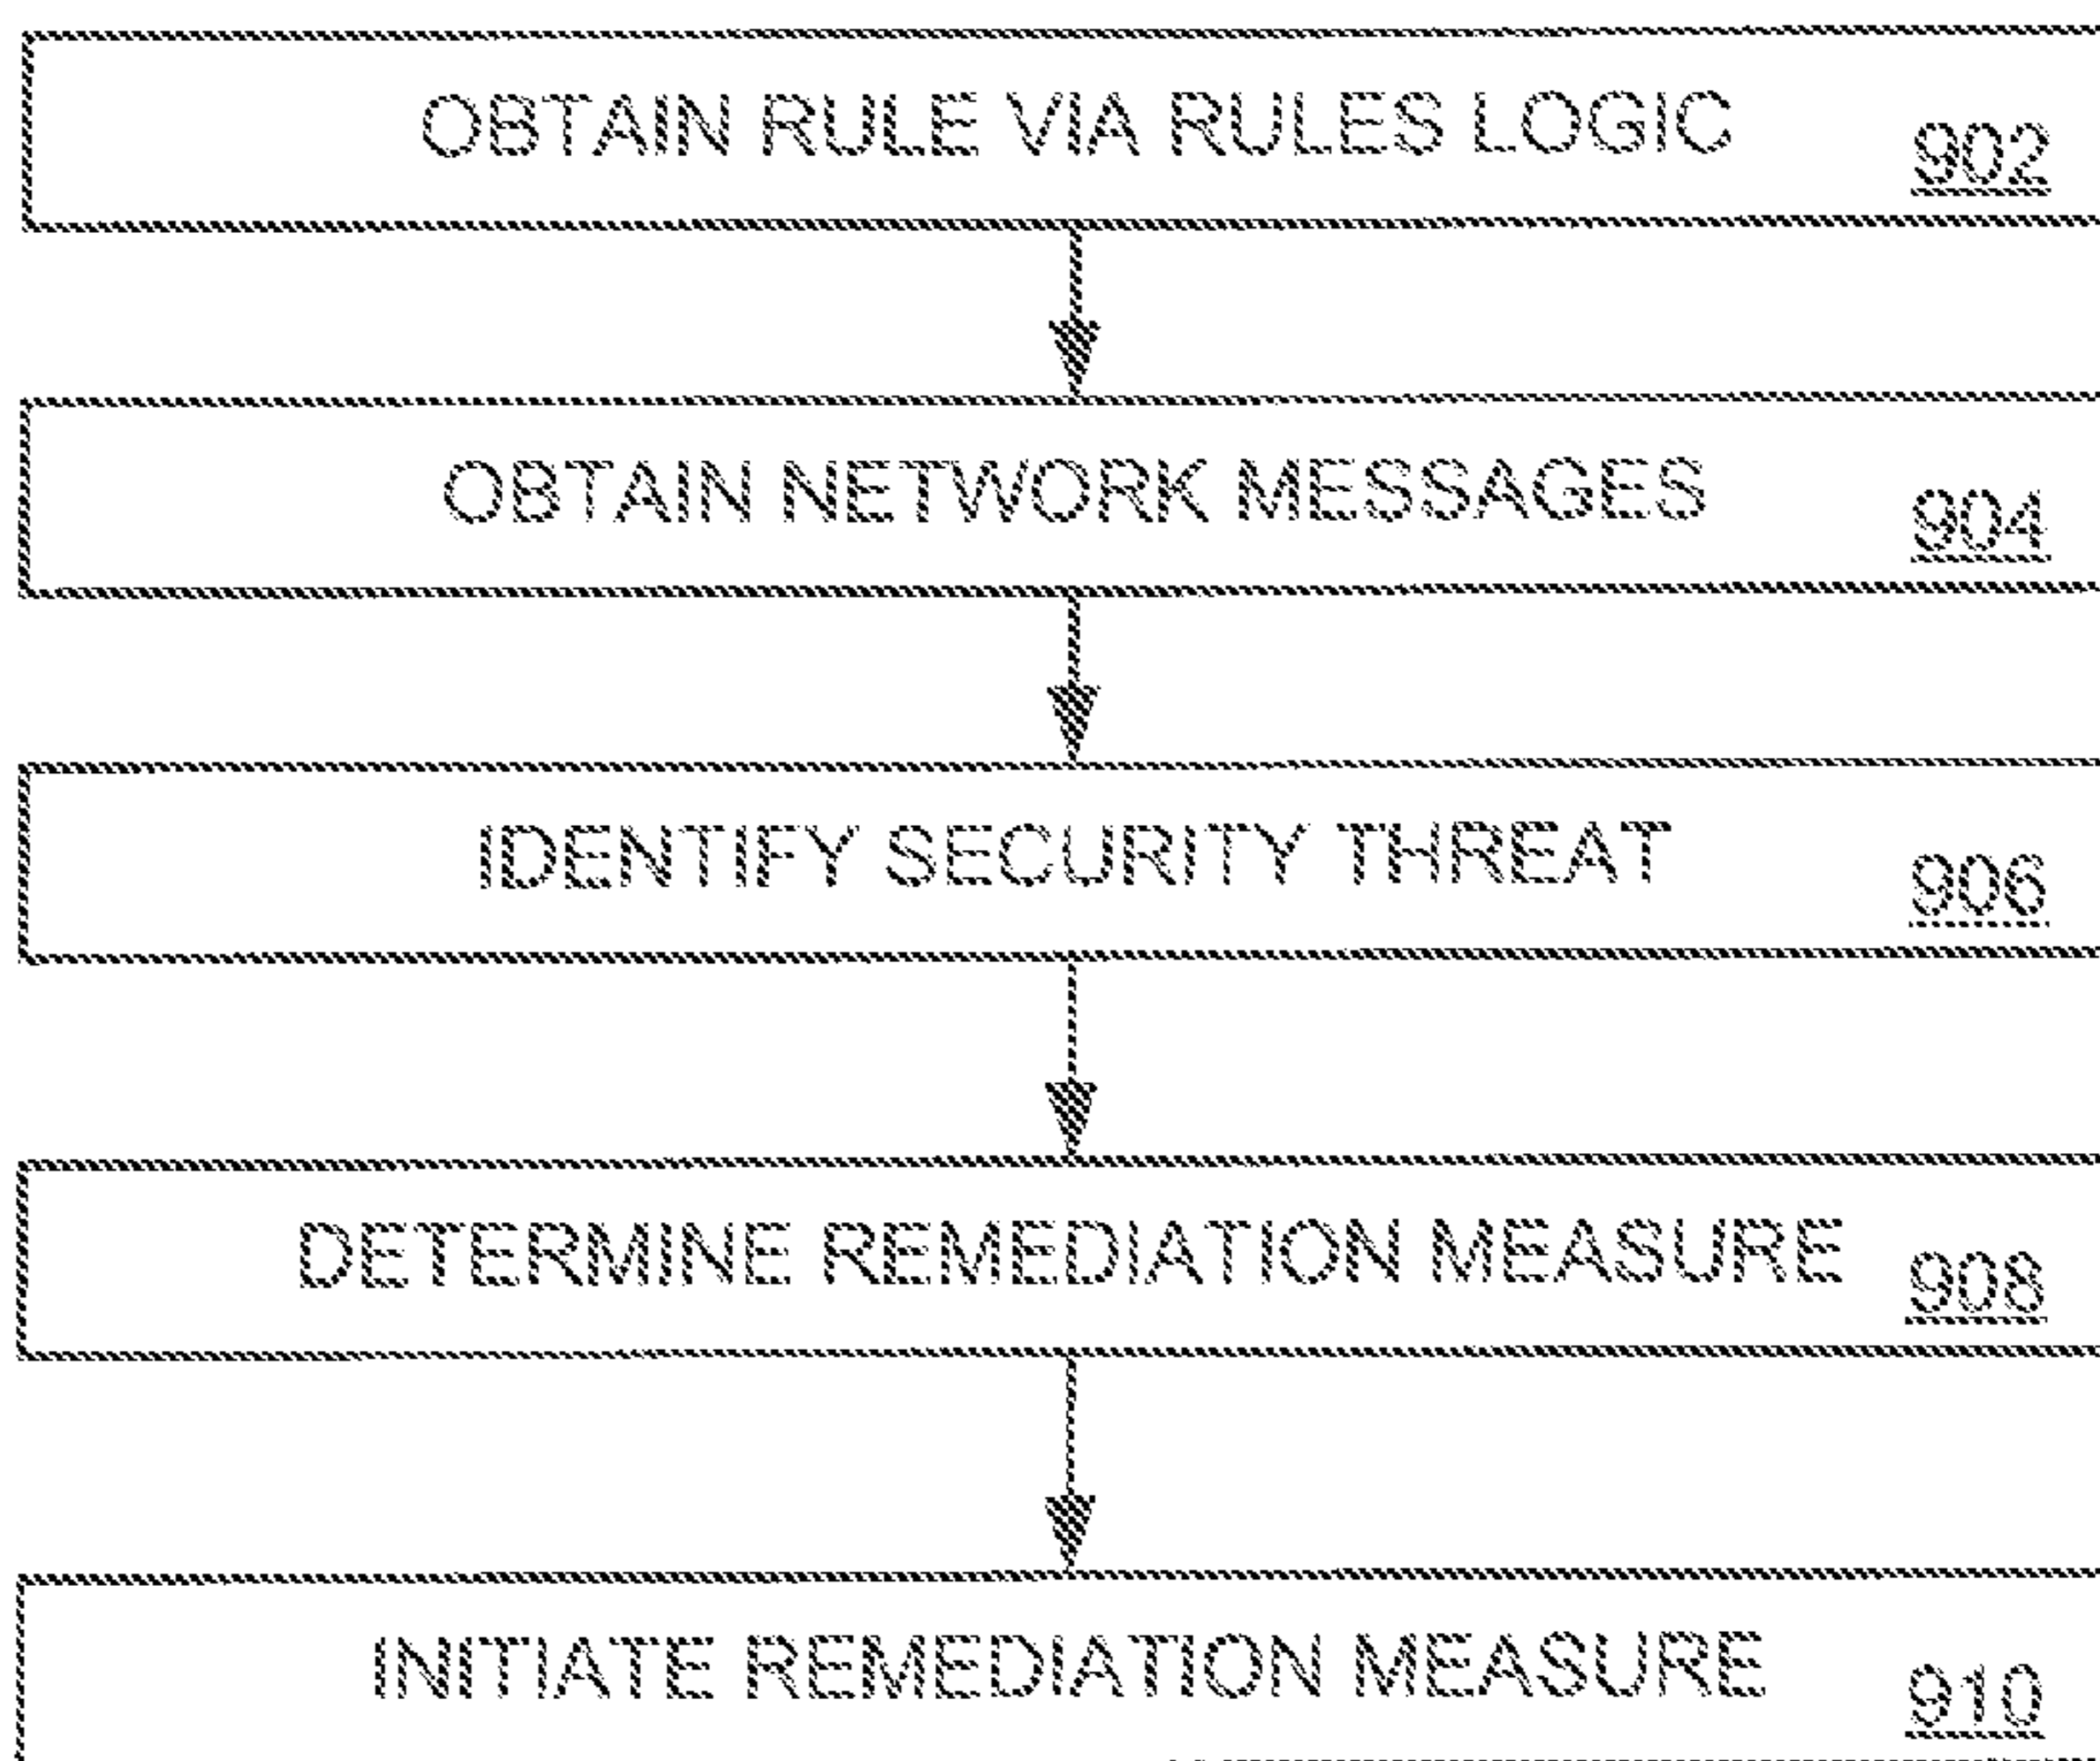 OBTAIN RULE VIA RULES LOGIC 902
OBTAIN NETWORK MESSAGES 904
IDENTIFY SECURITY THREAT 906
DETERMINE REMEDIATION MEASURE 908
INITIATE REMEDIATION MEASURE 910